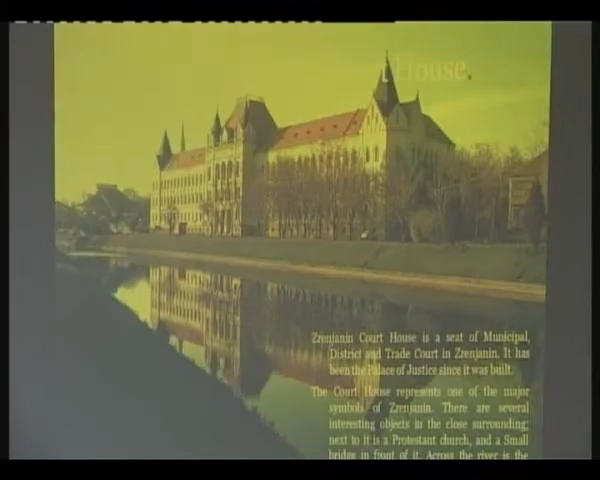 t House.
Zrenjanin Court House is a seat of Municipal,
District and Trade Court in Zrenjanin. It has
been the Palace of Justice since it was built.
The Court House represents one of the major
symbols of Zrenjanin. There are several
interesting objects in the close surrounding;
next to it is a Protestant church, and a Small
bridge in front of it. Across the river is the